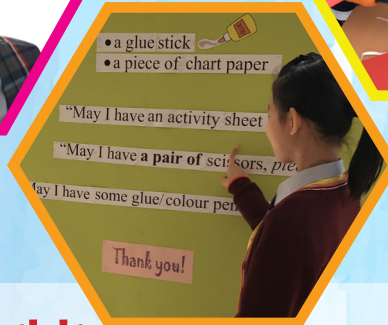 • a glue stick
• a piece of chart paper
“May I have an activity sheet
“May I have a pair of scissors, ple
May I have some glue/colour pen
Thank you!